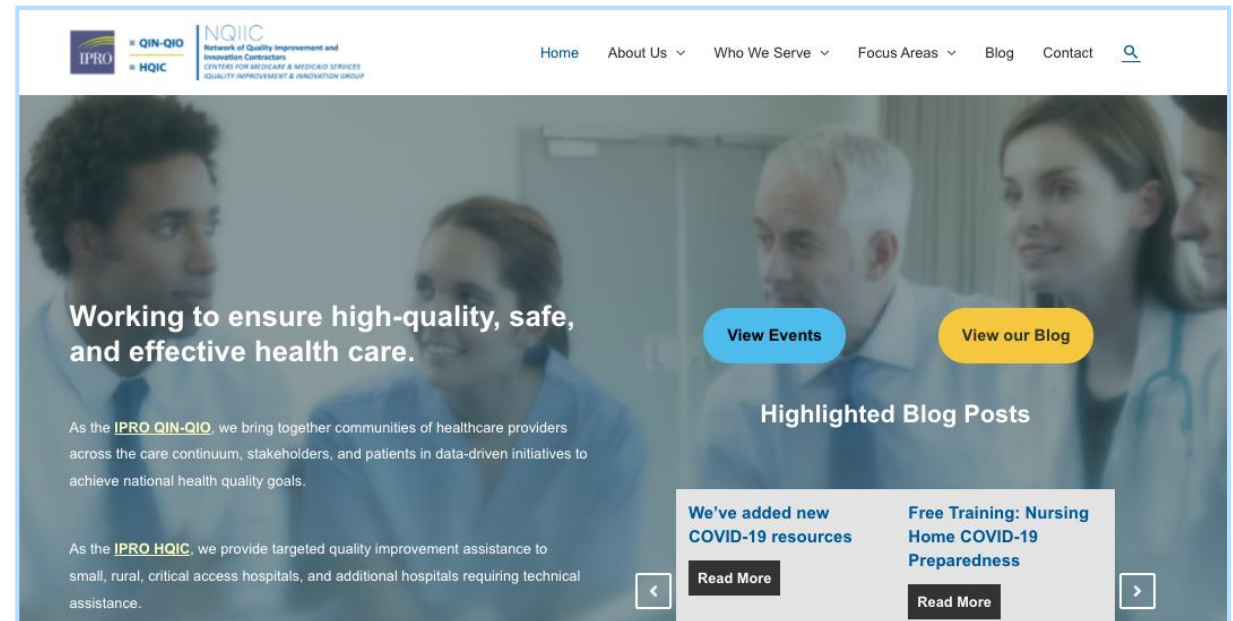 IPRO
QIN-QIO
HQIC
NQIIC
Network of Quality Improvement and
Innovation Contractors
CENTERS FOR MEDICARE & MEDICAID SERVICES
iQUALITY IMPROVEMENT & INNOVATION GROUP
Home About Us Who We Serve Focus Areas Blog Contact
Working to ensure high-quality, safe,
and effective health care.
As the IPRO QIN-QIO, we bring together communities of healthcare providers
across the care continuum, stakeholders, and patients in data-driven initiatives to
achieve national health quality goals.
As the IPRO HQIC, we provide targeted quality improvement assistance to
small, rural, critical access hospitals, and additional hospitals requiring technical
assistance.
View Events
View our Blog
Highlighted Blog Posts
We've added new
COVID-19 resources
Read More
Free Training: Nursing
Home COVID-19
Preparedness
Read More